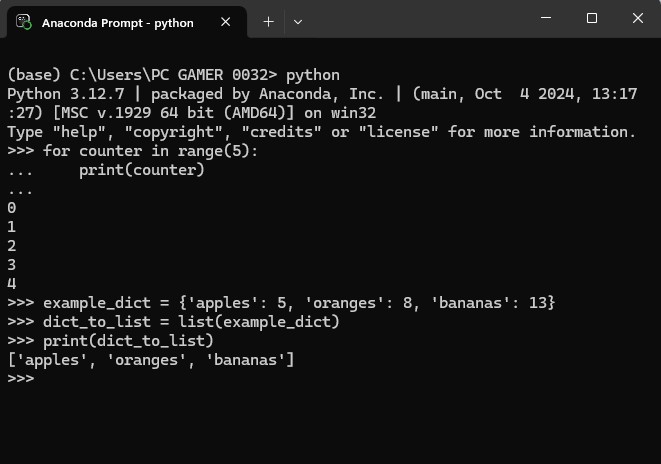 Anaconda Prompt - python
(base) C:\Users\PC GAMER 0032> python
Python 3.12.7 | packaged by Anaconda, Inc. | (main, Oct  4 2024, 13:17
:27) [MSC v.1929 64 bit (AMD64)] on win32
Type "help", "copyright", "credits" or "license" for more information.
>>> for counter in range(5):
...     print(counter)
...
0
1
2
3
4
>>> example_dict = {'apples': 5, 'oranges': 8, 'bananas': 13}
>>> dict_to_list = list(example_dict)
>>> print(dict_to_list)
['apples', 'oranges', 'bananas']
>>>